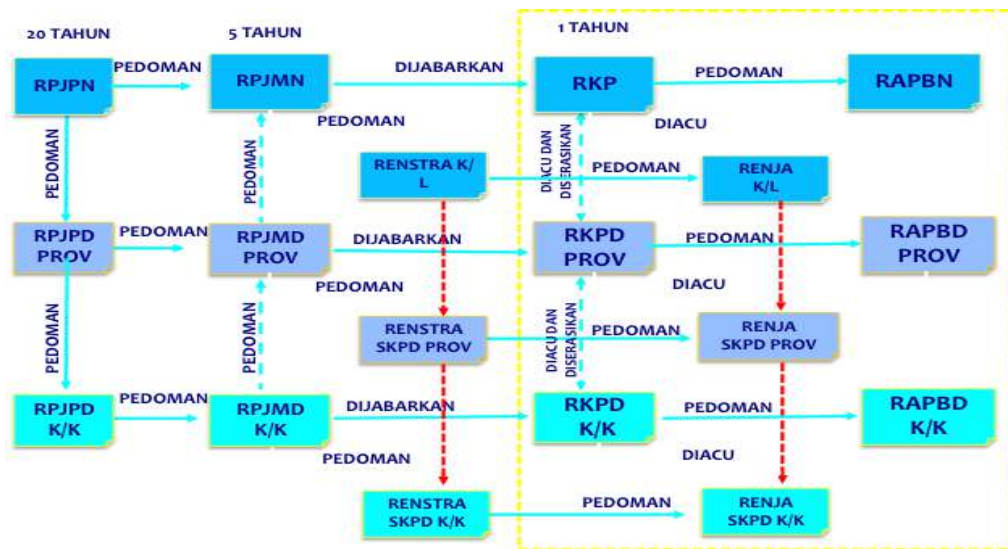 20 TAHUN
5 TAHUN
1 TAHUN
RPJPN
PEDOMAN
RPJMN
DIJABARKAN
RKP
PEDOMAN
RAPBN
PEDOMAN
PEDOMAN
PEDOMAN
DIACU DAN
DISERASIKAN
DIACU
RENSTRA K/
L
PEDOMAN
RENJA
K/L
RPJPD
PROV
PEDOMAN
RPJMD
PROV
DIJABARKAN
RKPD
PROV
PEDOMAN
RAPBD
PROV
PEDOMAN
PEDOMAN
PEDOMAN
DIACU DAN
DISERASIKAN
DIACU
RENSTRA
SKPD PROV
PEDOMAN
RENJA
SKPD PROV
RPJPD
K/K
PEDOMAN
RPJMD
K/K
DIJABARKAN
RKPD
K/K
PEDOMAN
RAPBD
K/K
PEDOMAN
DIACU
RENSTRA
SKPD K/K
PEDOMAN
RENJA
SKPD K/K